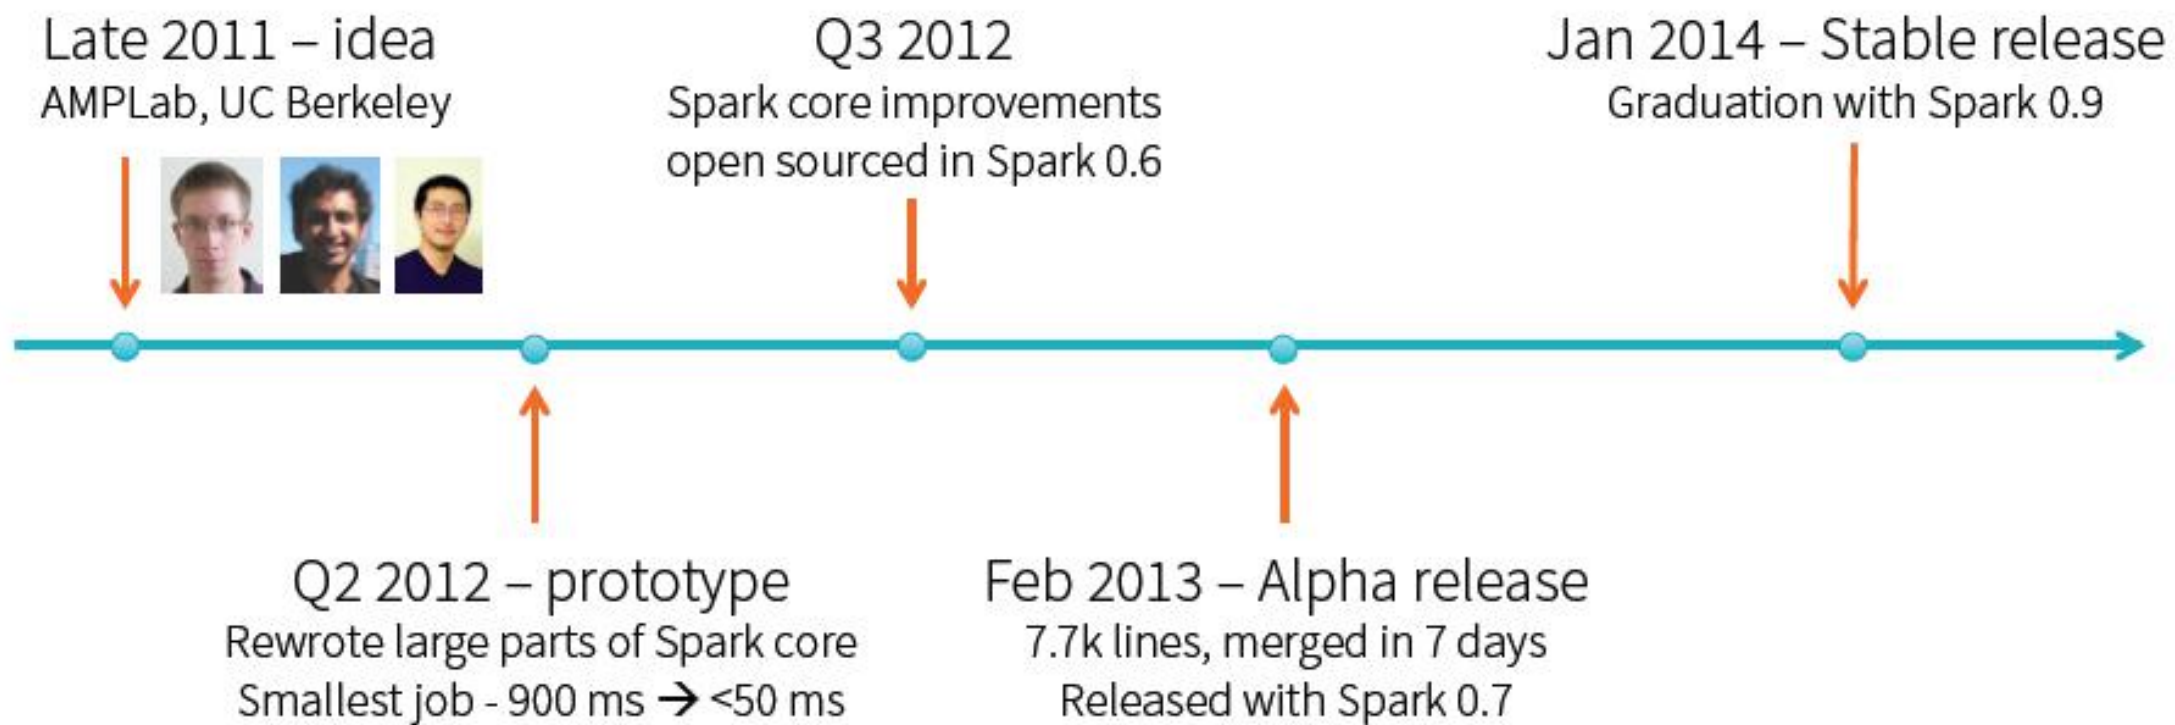 Late 2011 – idea
AMPLab, UC Berkeley
Q3 2012
Spark core improvements
open sourced in Spark 0.6
Jan 2014 – Stable release
Graduation with Spark 0.9
Q2 2012 – prototype
Rewrote large parts of Spark core
Smallest job - 900 ms → <50 ms
Feb 2013 – Alpha release
7.7k lines, merged in 7 days
Released with Spark 0.7